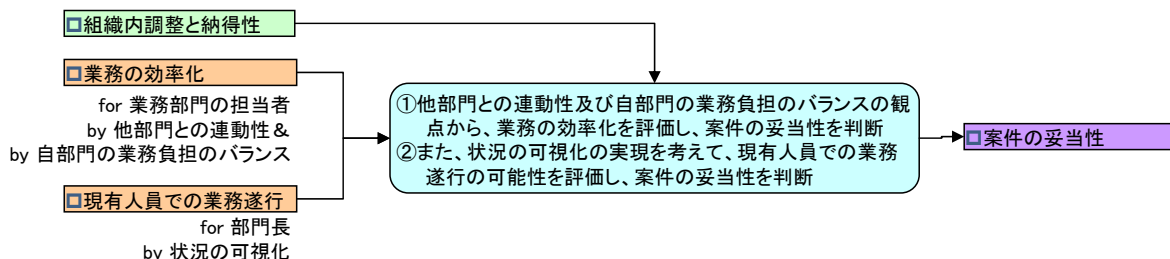 組織内調整と納得性
業務の効率化
for 業務部門の担当者
by 他部門との連動性＆
by 自部門の業務負担のバランス
現有人員での業務遂行
for 部門長
by 状況の可視化
①他部門との連動性及び自部門の業務負担のバランスの観
点から、業務の効率化を評価し、案件の妥当性を判断
②また、状況の可視化の実現を考えて、現有人員での業務
遂行の可能性を評価し、案件の妥当性を判断
案件の妥当性